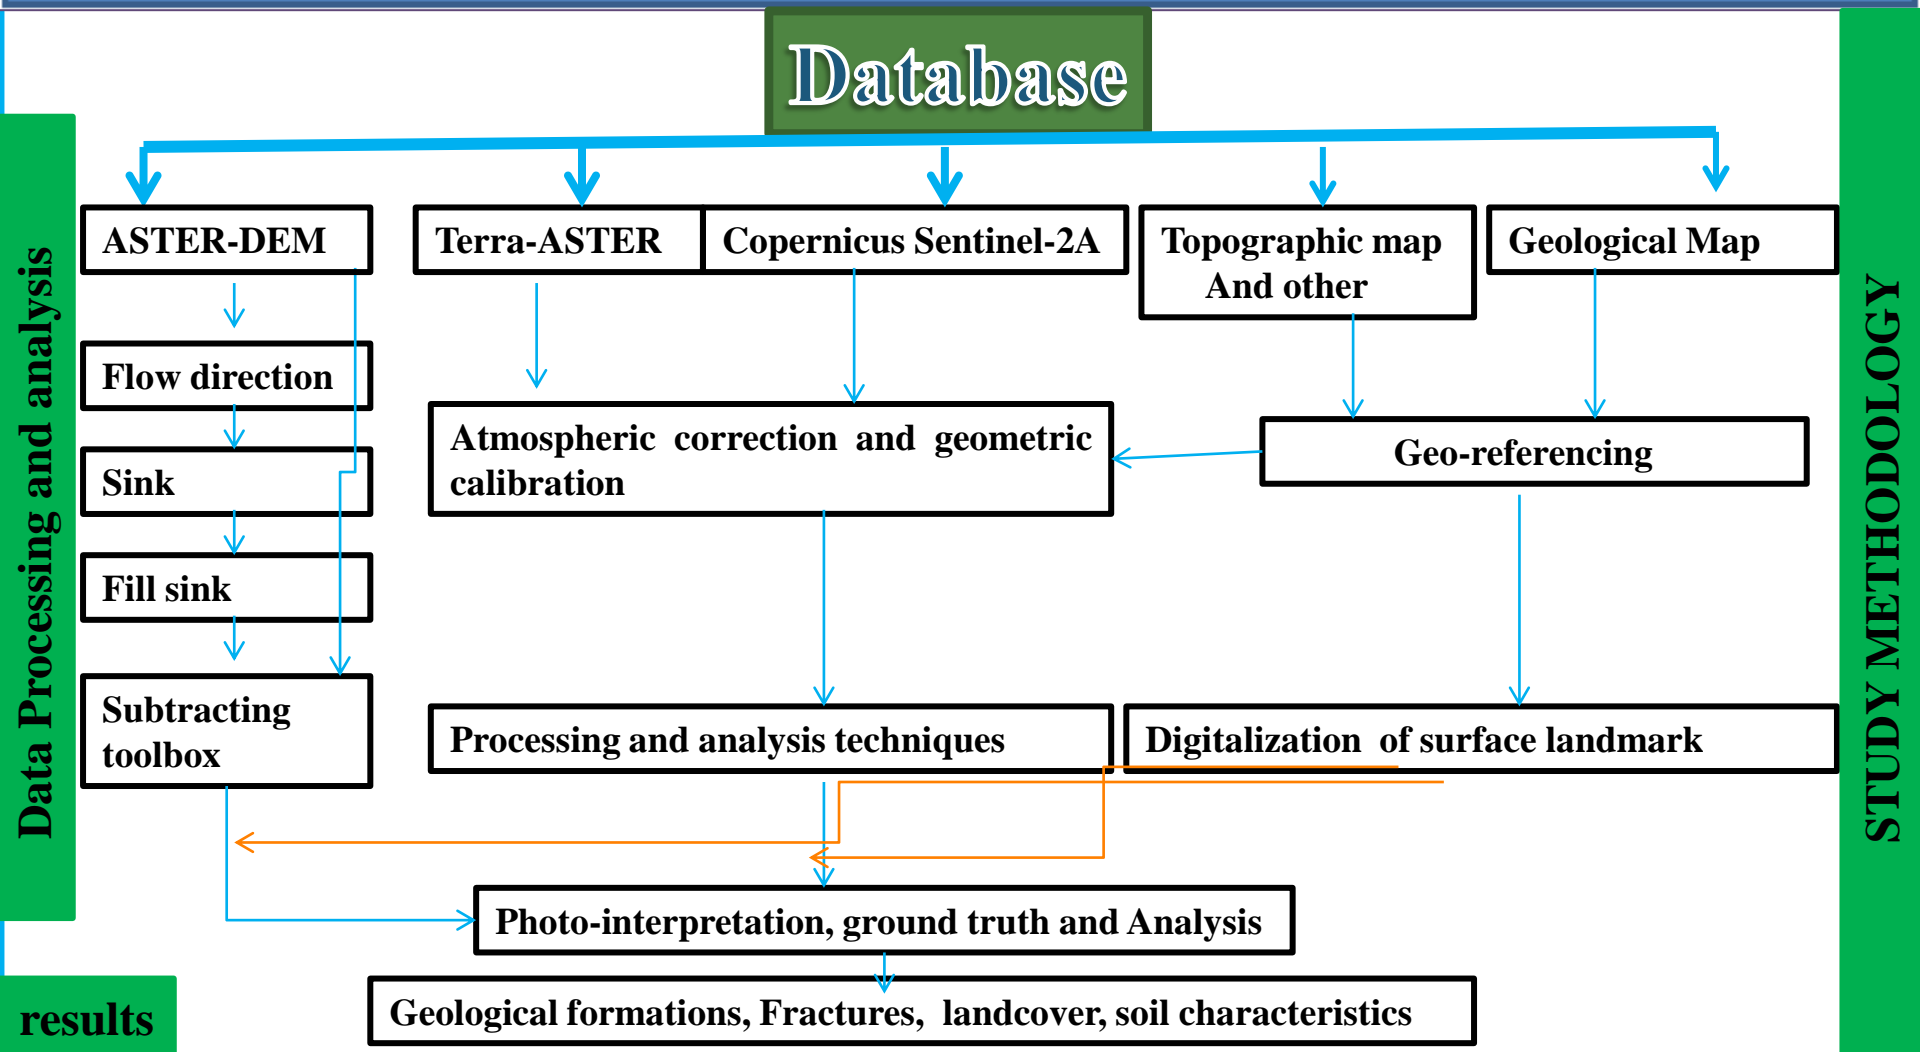 Database
ASTER-DEM
Terra-ASTER
Copernicus Sentinel-2A
Topographic map
And other
Geological Map
Flow direction
Sink
Fill sink
Subtracting
toolbox
Atmospheric correction and geometric
calibration
Geo-referencing
Processing and analysis techniques
Digitalization of surface landmark
Photo-interpretation, ground truth and Analysis
Geological formations, Fractures, landcover, soil characteristics
Data Processing and analysis
results
STUDY METHODOLOGY